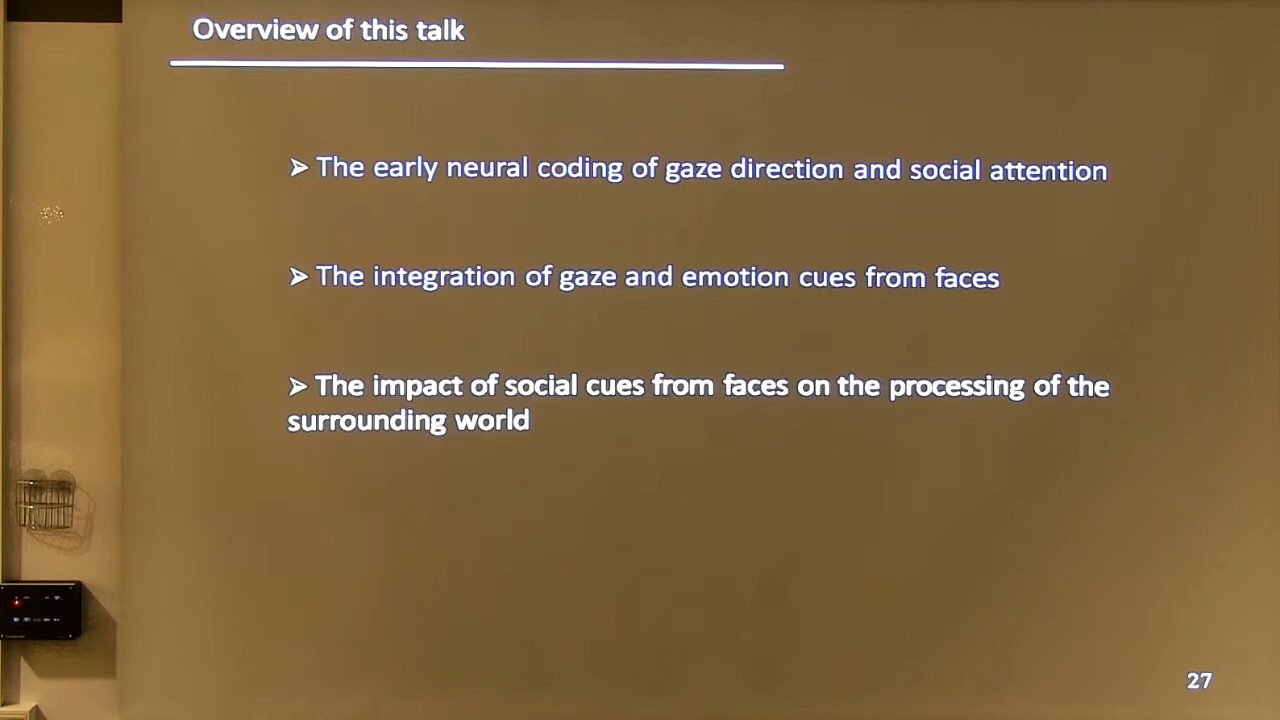 Overview of this talk
➢ The early neural coding of gaze direction and social attention
➢ The integration of gaze and emotion cues from faces
➢ The impact of social cues from faces on the processing of the
surrounding world
27